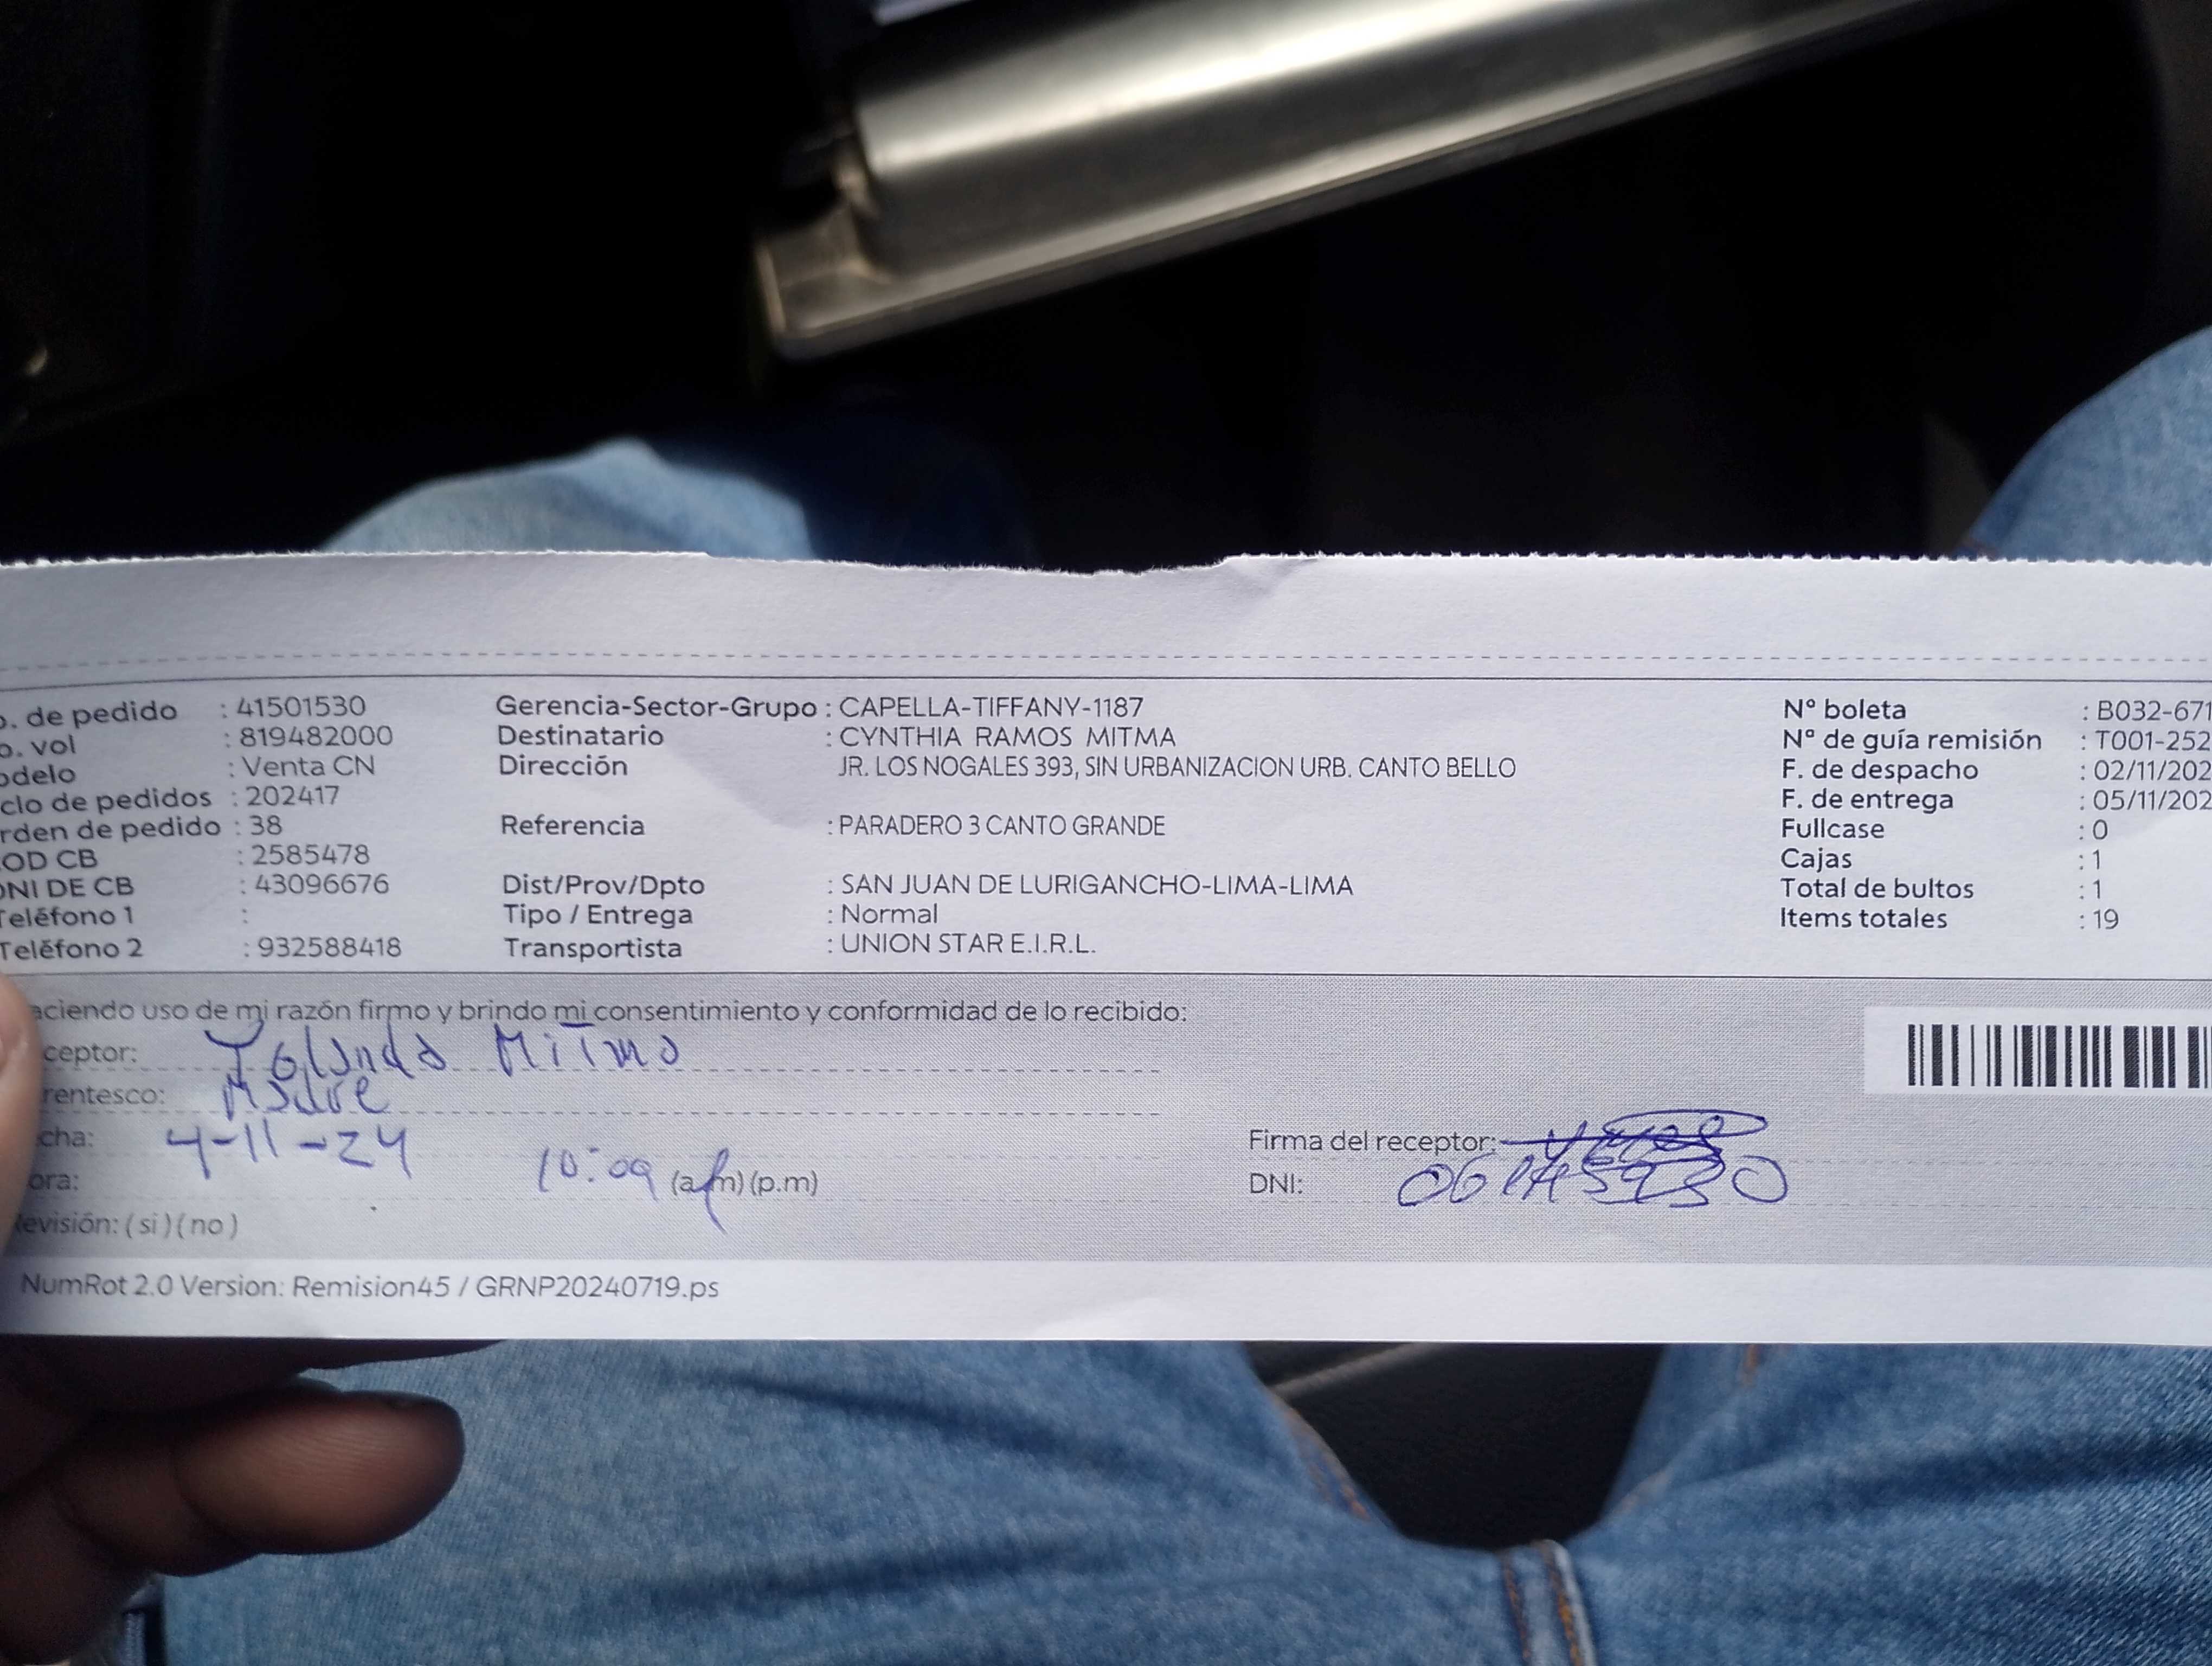 o. de pedido : 41501530 Gerencia-Sector-Grupo : CAPELLA-TIFFANY-1187 Nº boleta : B032-671
o. vol : 819482000 Destinatario : CYNTHIA RAMOS MITMA Nº de guía remisión : T001-252
odelo : Venta CN Dirección JR. LOS NOGALES 393, SIN URBANIZACION URB. CANTO BELLO F. de despacho : 02/11/202
clo de pedidos : 202417 F. de entrega : 05/11/202
rden de pedido : 38 Referencia : PARADERO 3 CANTO GRANDE Fullcase : 0
OD CB : 2585478 Cajas : 1
NI DE CB : 43096676 Dist/Prov/Dpto : SAN JUAN DE LURIGANCHO-LIMA-LIMA Total de bultos : 1
Teléfono 1 : Tipo / Entrega : Normal Items totales : 19
Teléfono 2 : 932588418 Transportista : UNION STAR E.I.R.L.
aciendo uso de mi razón firmo y brindo mi consentimiento y conformidad de lo recibido:
ceptor: Yolanda Mitma
rentesco: Madre
cha: 4-11-24 Firma del receptor:
ora: 10:09 (a.m) (p.m) DNI:
evisión: ( si ) ( no )
NumRot 2.0 Version: Remision45 / GRNP20240719.ps